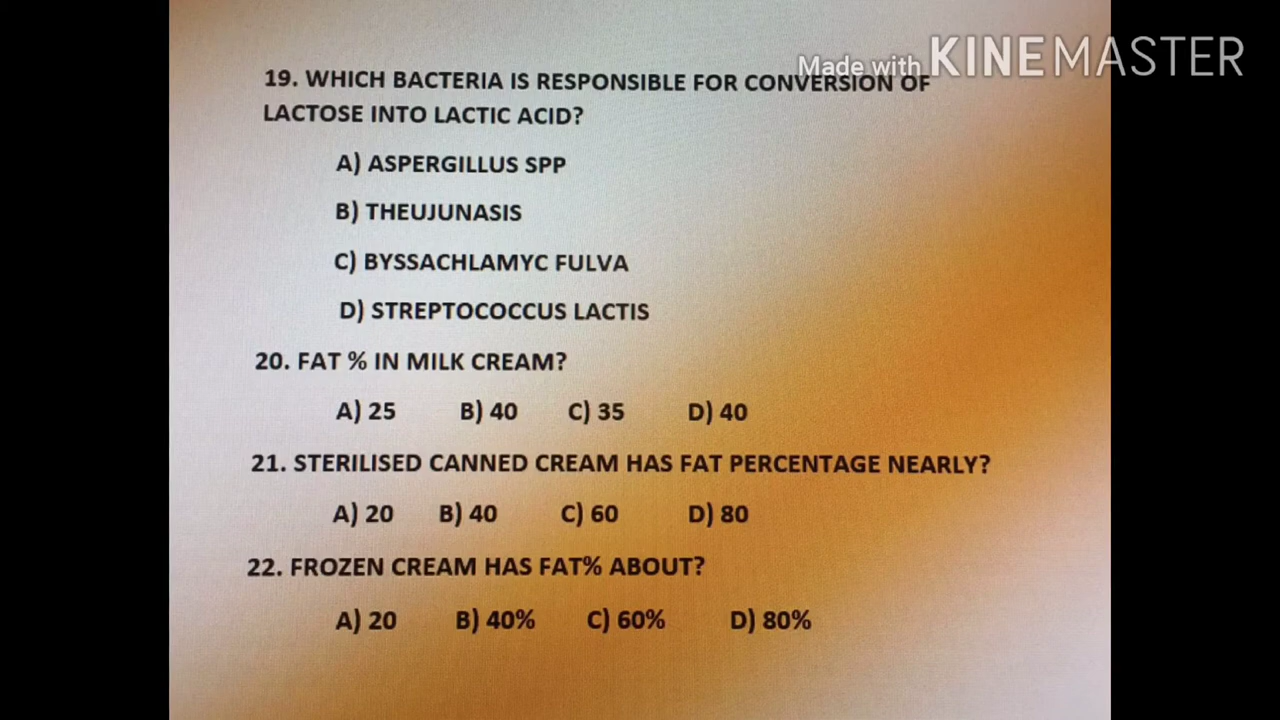 Made with KINEMASTER
19. WHICH BACTERIA IS RESPONSIBLE FOR CONVERSION OF
LACTOSE INTO LACTIC ACID?
A) ASPERGILLUS SPP
B) THEUJUNASIS
C) BYSSACHLAMYC FULVA
D) STREPTOCOCCUS LACTIS
20. FAT % IN MILK CREAM?
A) 25 B) 40 C) 35 D) 40
21. STERILISED CANNED CREAM HAS FAT PERCENTAGE NEARLY?
A) 20 B) 40 C) 60 D) 80
22. FROZEN CREAM HAS FAT% ABOUT?
A) 20 B) 40% C) 60% D) 80%